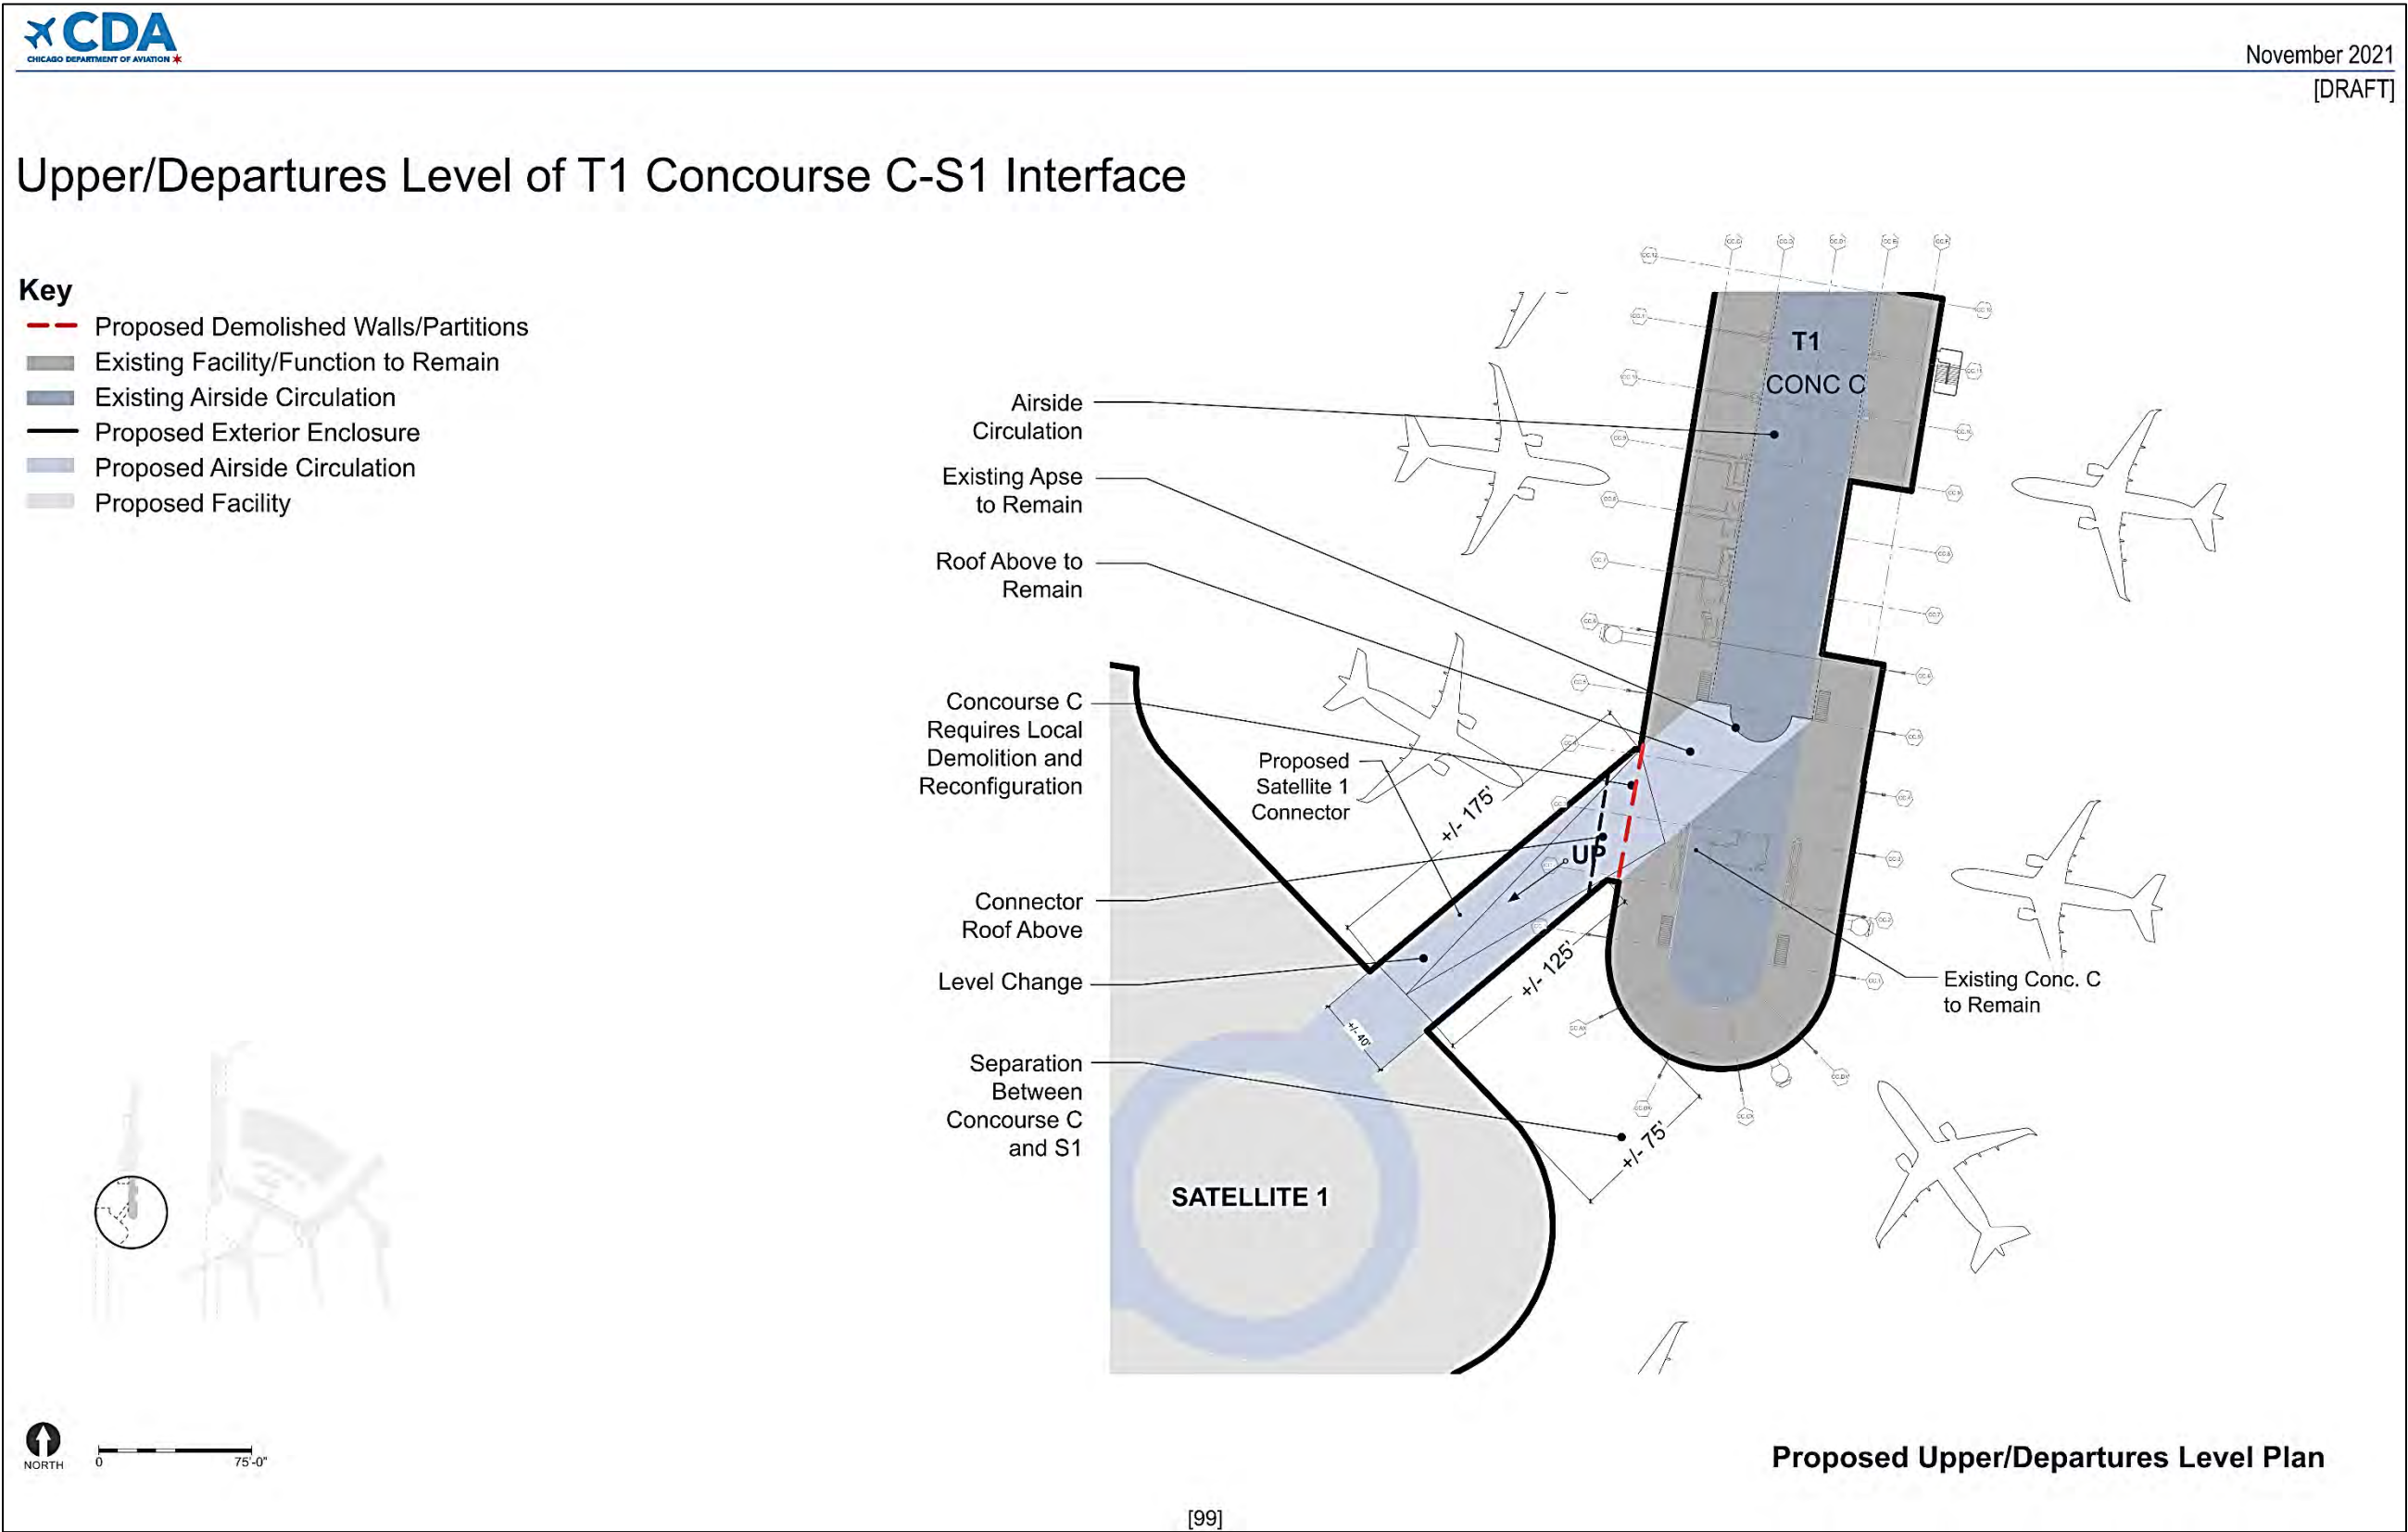 CDA
CHICAGO DEPARTMENT OF AVIATION
November 2021
[DRAFT]
Upper/Departures Level of T1 Concourse C-S1 Interface
Key
Proposed Demolished Walls/Partitions
Existing Facility/Function to Remain
Existing Airside Circulation
Proposed Exterior Enclosure
Proposed Airside Circulation
Proposed Facility
T1
CONC C
Airside
Circulation
Existing Apse
to Remain
Roof Above to
Remain
Concourse C
Requires Local
Demolition and
Reconfiguration
Proposed
Satellite 1
Connector
+/- 175'
UP
Connector
Roof Above
Level Change
+/- 125'
Existing Conc. C
to Remain
+/- 40'
Separation
Between
Concourse C
and S1
+/- 75'
SATELLITE 1
NORTH
0
75'-0"
Proposed Upper/Departures Level Plan
[99]